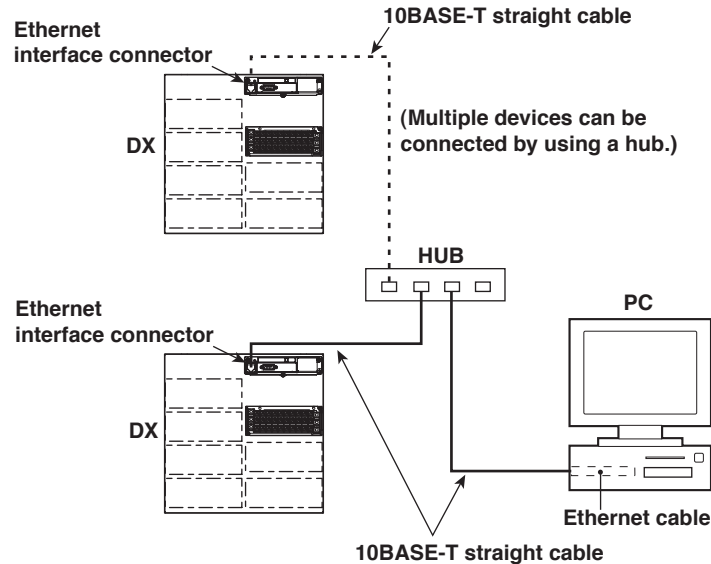 10BASE-T straight cable
Ethernet
interface connector
(Multiple devices can be
connected by using a hub.)
DX
HUB
PC
Ethernet
interface connector
DX
Ethernet cable
10BASE-T straight cable